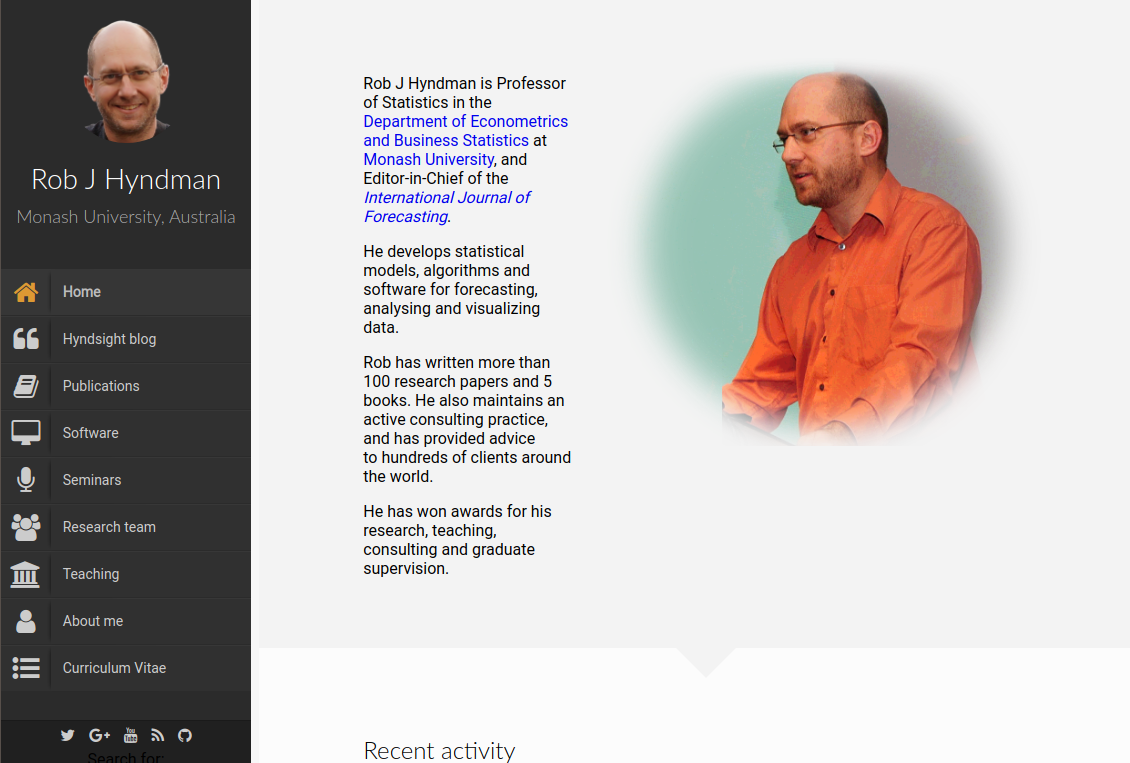 Rob J Hyndman
Monash University, Australia
Home
Hyndsight blog
Publications
Software
Seminars
Research team
Teaching
About me
Curriculum Vitae
Search for:
Rob J Hyndman is Professor
of Statistics in the
Department of Econometrics
and Business Statistics at
Monash University, and
Editor-in-Chief of the
International Journal of
Forecasting.
He develops statistical
models, algorithms and
software for forecasting,
analysing and visualizing
data.
Rob has written more than
100 research papers and 5
books. He also maintains an
active consulting practice,
and has provided advice
to hundreds of clients around
the world.
He has won awards for his
research, teaching,
consulting and graduate
supervision.
Recent activity